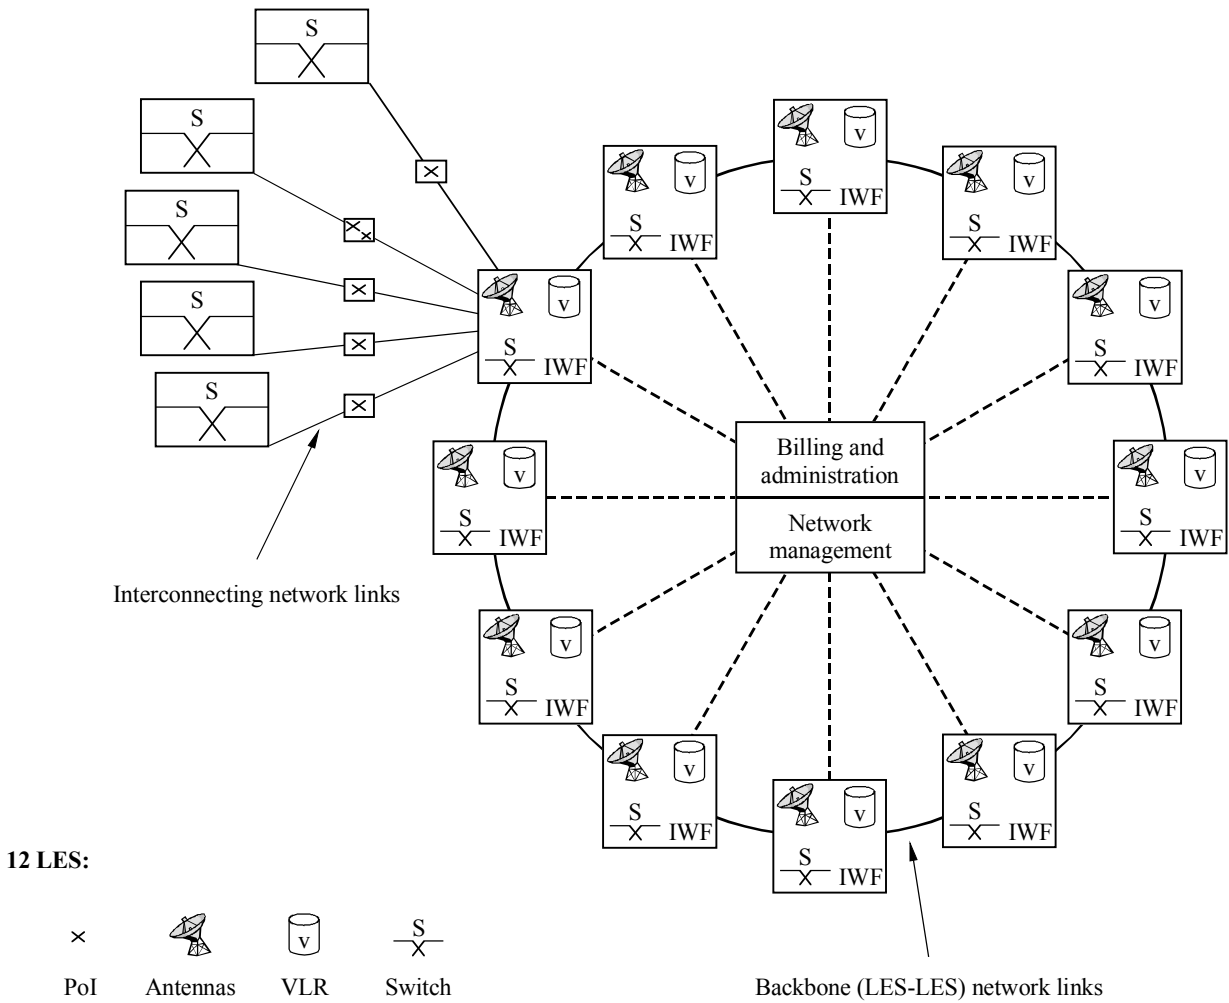 S
S
S
S
S
v
S
IWF
v
S
IWF
v
S
IWF
v
S
IWF
v
S
IWF
v
S
IWF
v
S
IWF
Billing and
administration
Network
management
v
S
IWF
Interconnecting network links
v
S
IWF
v
S
IWF
v
S
IWF
v
S
IWF
12 LES:
v
S
PoI Antennas VLR Switch
Backbone (LES-LES) network links